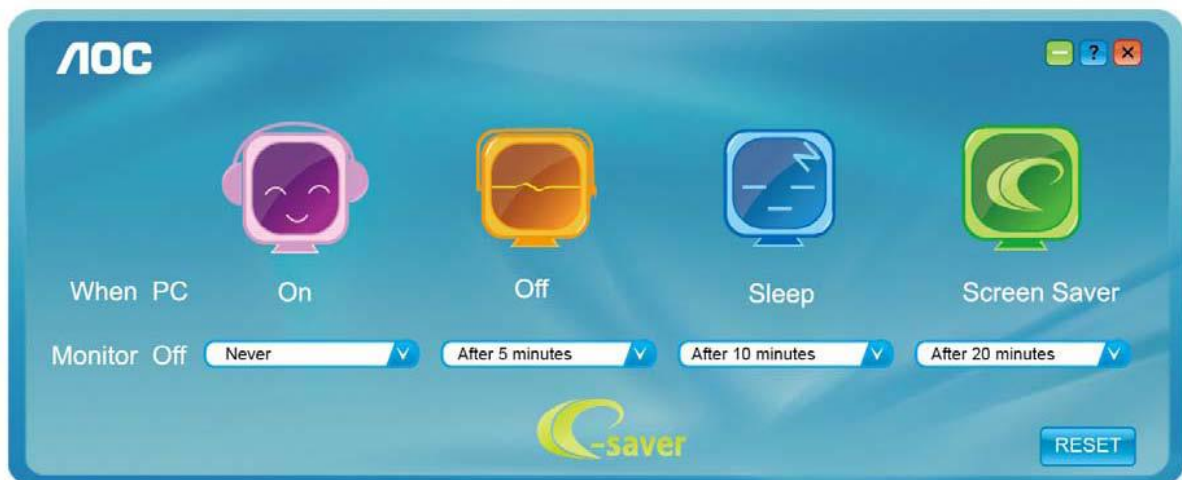 AOC
?
When PC On Off Sleep Screen Saver
Monitor Off Never After 5 minutes After 10 minutes After 20 minutes
e-saver
RESET